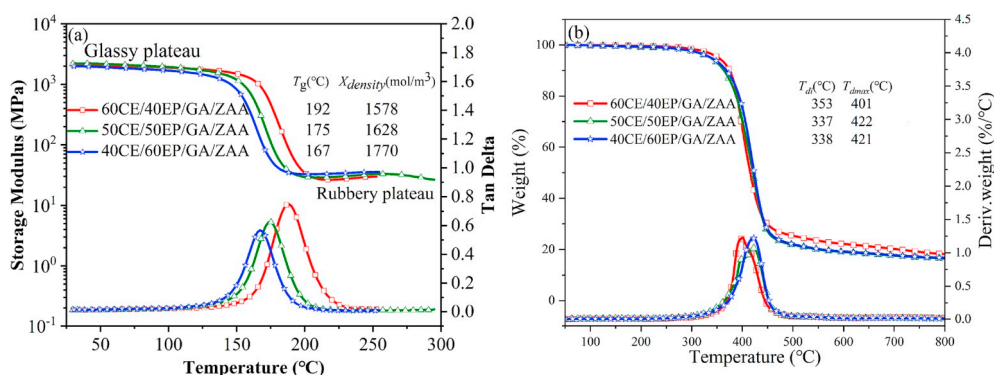 (a)
Glassy plateau
Tg(℃) Xdensity(mol/m³)
60CE/40EP/GA/ZAA 192 1578
50CE/50EP/GA/ZAA 175 1628
40CE/60EP/GA/ZAA 167 1770
Rubbery plateau
Storage Modulus (MPa)
10⁴
10³
10²
10¹
10⁰
10⁻¹
Tan Delta
2.0
1.8
1.6
1.4
1.2
1.0
0.8
0.6
0.4
0.2
0.0
50 100 150 200 250 300
Temperature (℃)
(b)
Tdi(℃) Tdmax(℃)
60CE/40EP/GA/ZAA 353 401
50CE/50EP/GA/ZAA 337 422
40CE/60EP/GA/ZAA 338 421
Weight (%)
100
80
60
40
20
0
Deriv.weight (%/°C)
4.5
4.0
3.5
3.0
2.5
2.0
1.5
1.0
0.5
0.0
100 200 300 400 500 600 700 800
Temperature (℃)